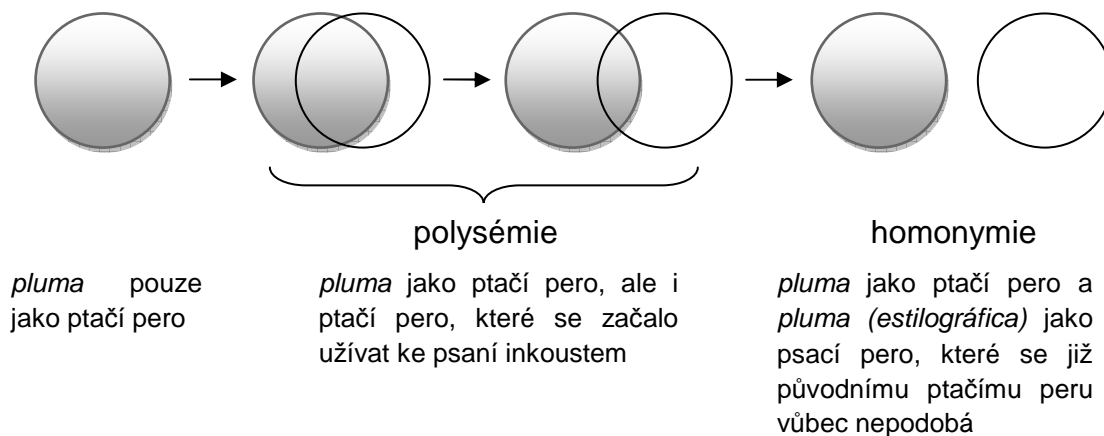 polysémie
homonymie
pluma pouze
jako ptačí pero
pluma jako ptačí pero, ale i
ptačí pero, které se začalo
užívat ke psaní inkoustem
pluma jako ptačí pero a
pluma (estilográfica) jako
psací pero, které se již
původnímu ptačímu peru
vůbec nepodobá